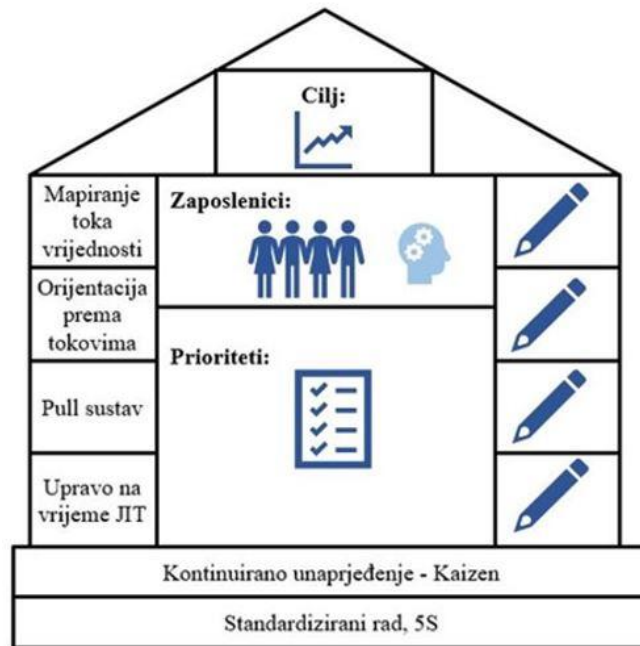 Cilj:
Mapiranje
toka
vrijednosti
Zaposlenici:
Orijentacija
prema
tokovima
Prioriteti:
Pull sustav
Upravo na
vrijeme JIT
Kontinuirano unaprjeđenje - Kaizen
Standardizirani rad, 5S